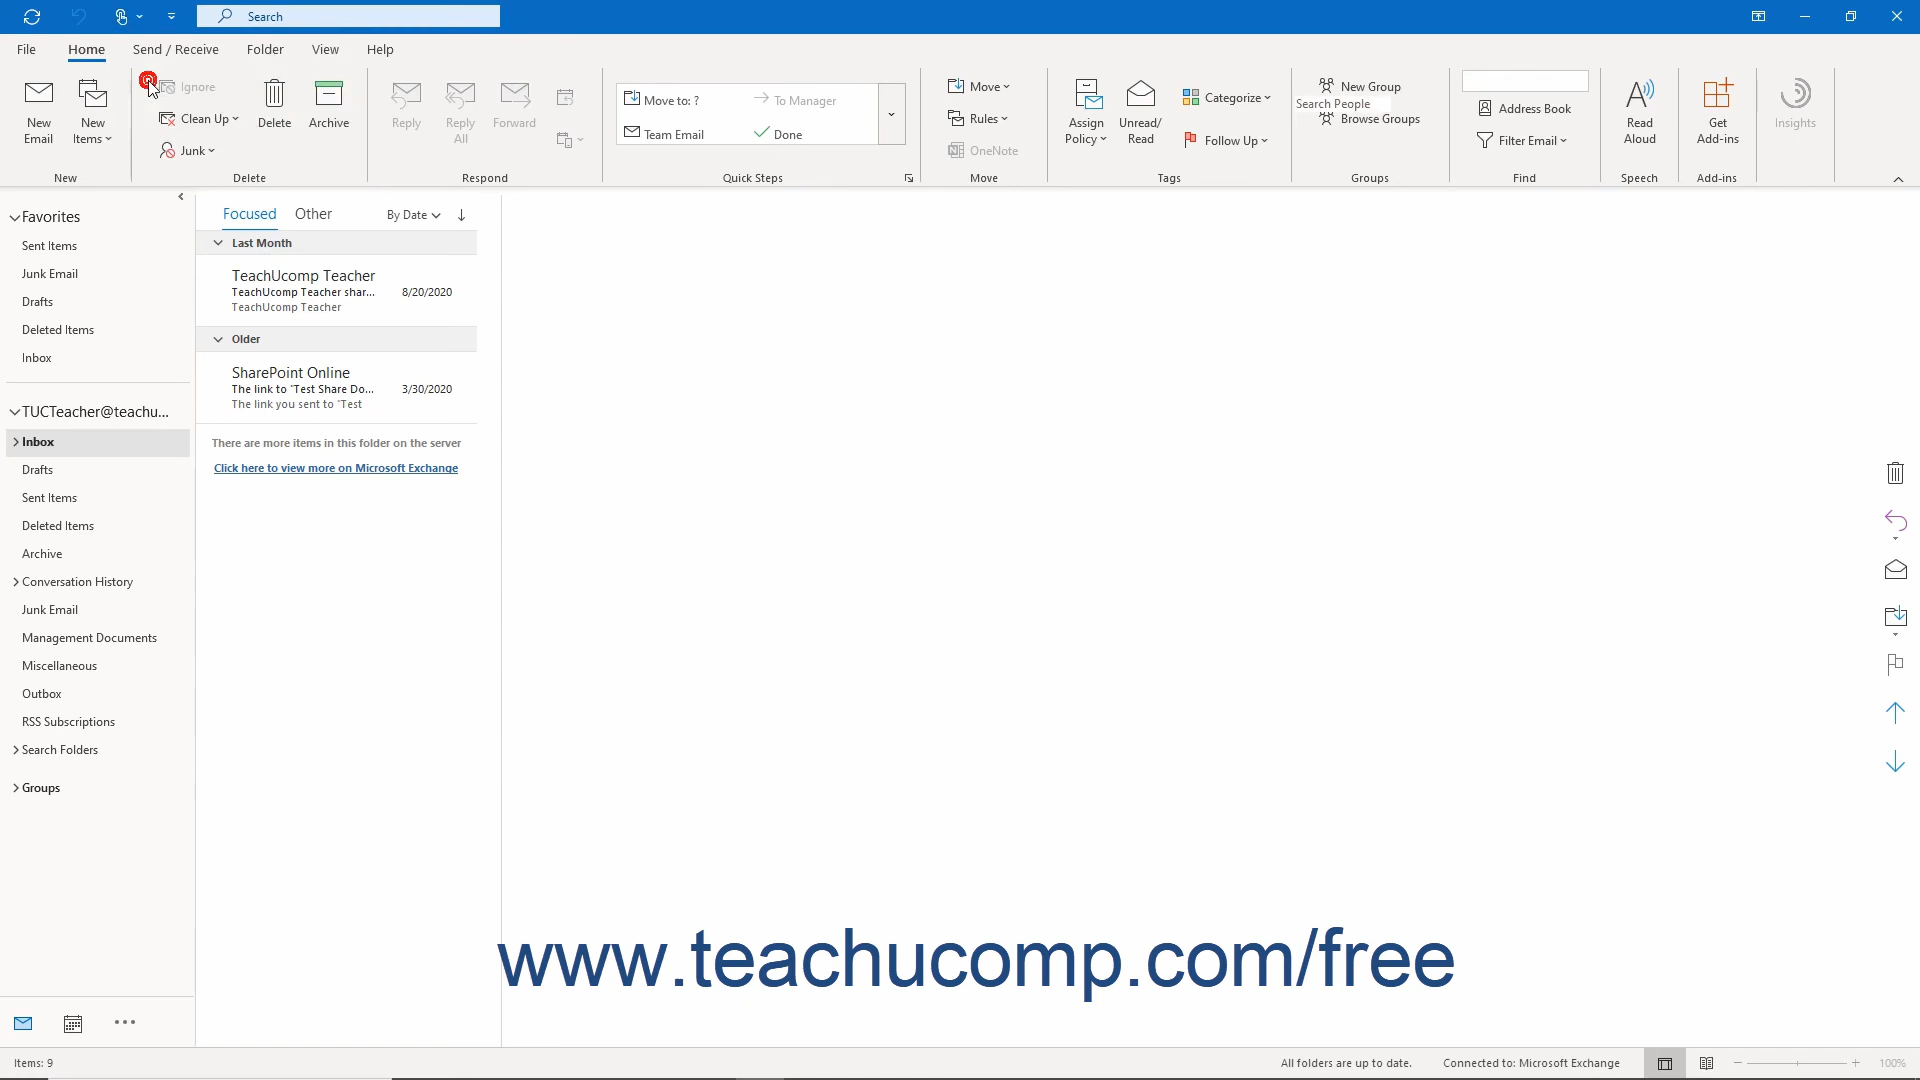 Search
File Home Send / Receive Folder View Help
New Email
New Items
New
Ignore
Clean Up
Junk
Delete
Archive
Delete
Reply
Reply All
Forward
Respond
Move to: ?
To Manager
Team Email
Done
Quick Steps
Move
Rules
OneNote
Move
Assign Policy
Unread/ Read
Categorize
Follow Up
Tags
New Group
Search People
Browse Groups
Groups
Address Book
Filter Email
Find
Read Aloud
Speech
Get Add-ins
Add-ins
Insights
Favorites
Sent Items
Junk Email
Drafts
Deleted Items
Inbox
TUCTeacher@teachu...
Inbox
Drafts
Sent Items
Deleted Items
Archive
Conversation History
Junk Email
Management Documents
Miscellaneous
Outbox
RSS Subscriptions
Search Folders
Groups
Focused Other By Date
Last Month
TeachUcomp Teacher
TeachUcomp Teacher shar... 8/20/2020
TeachUcomp Teacher
Older
SharePoint Online
The link to "Test Share Do... 3/30/2020
The link you sent to "Test
There are more items in this folder on the server
Click here to view more on Microsoft Exchange
www.teachucomp.com/free
Items: 9
All folders are up to date.
Connected to: Microsoft Exchange
100%